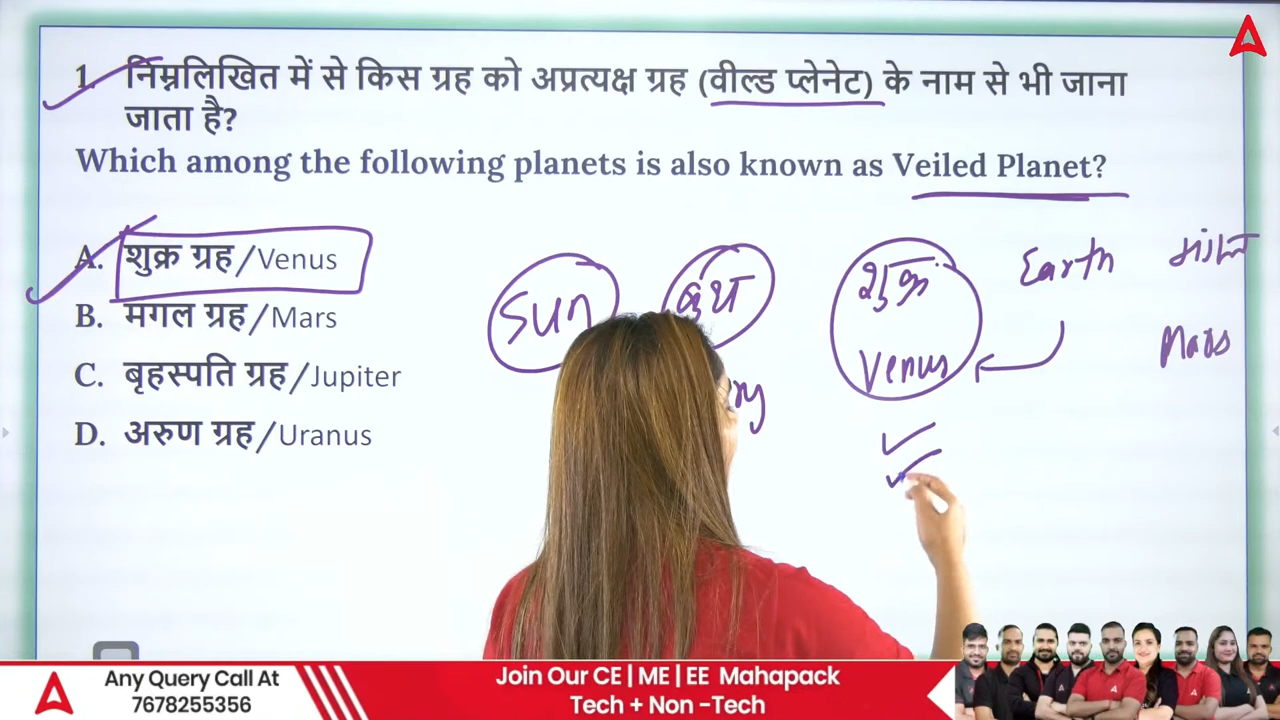 1. निम्नलिखित में से किस ग्रह को अप्रत्यक्ष ग्रह (वील्ड प्लेनेट) के नाम से भी जाना
जाता है?
Which among the following planets is also known as Veiled Planet?
A. शुक्र ग्रह/Venus
B. मगल ग्रह/Mars
C. बृहस्पति ग्रह/Jupiter
D. अरुण ग्रह/Uranus
Sun
बुध
ry
शुक्र
Venus
Earth
Mars
Any Query Call At
7678255356
Join Our CE | ME | EE Mahapack
Tech + Non -Tech